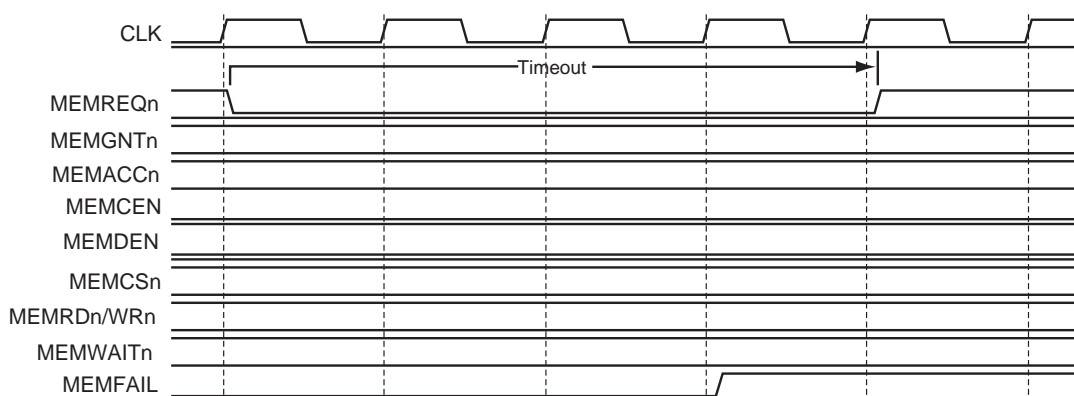 CLK
Timeout
MEMREQn
MEMGNTn
MEMACCn
MEMCEN
MEMDEN
MEMCSn
MEMRDn/WRn
MEMWAITn
MEMFAIL